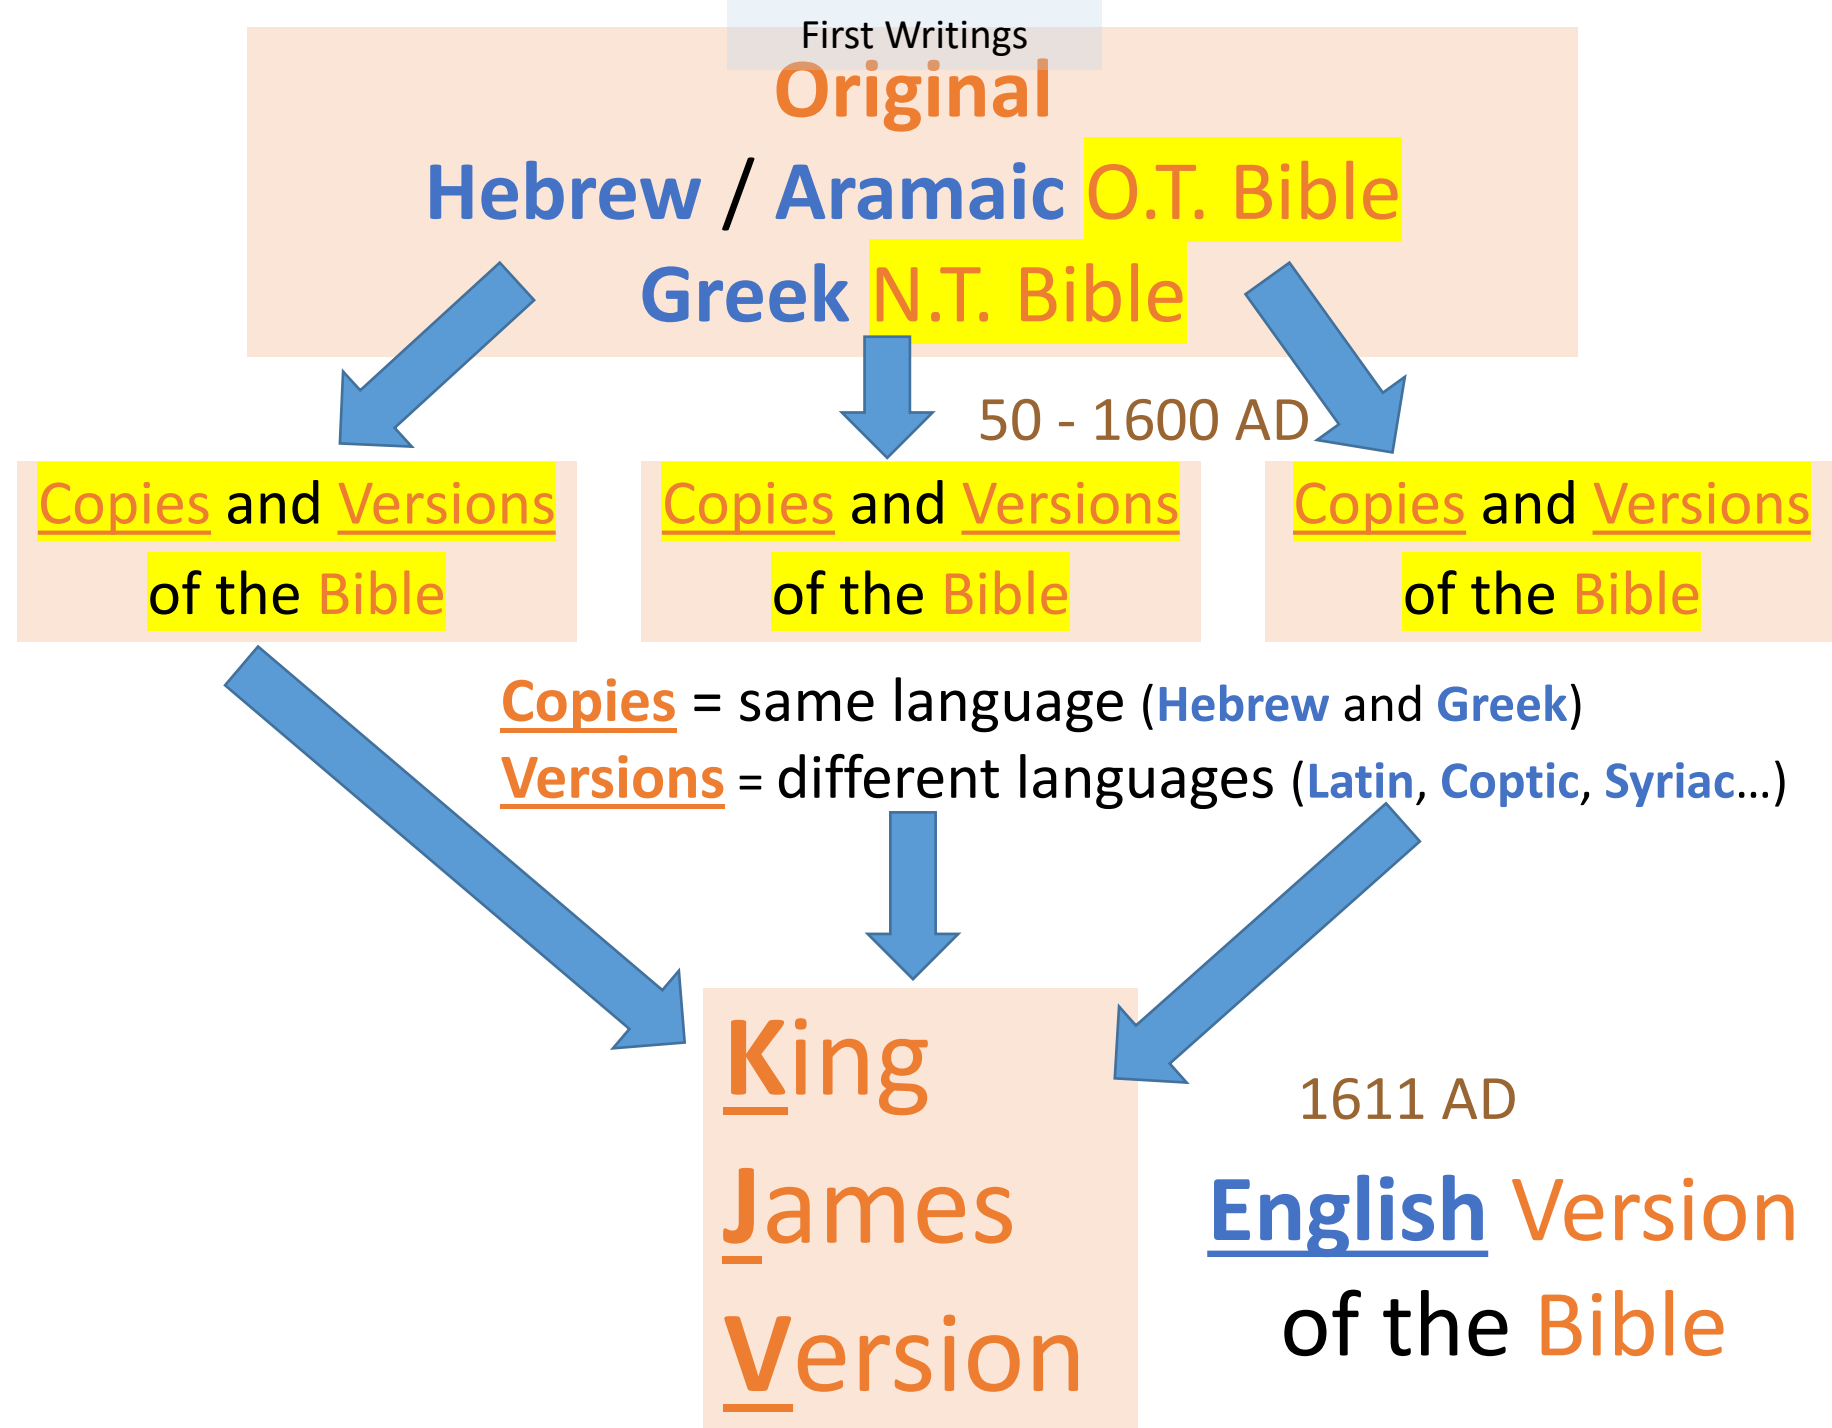 First Writings
Original
Hebrew / Aramaic O.T. Bible
Greek N.T. Bible
50 - 1600 AD
Copies and Versions
of the Bible
Copies and Versions
of the Bible
Copies and Versions
of the Bible
Copies = same language (Hebrew and Greek)
Versions = different languages (Latin, Coptic, Syriac...)
King
James
Version
1611 AD
English Version
of the Bible